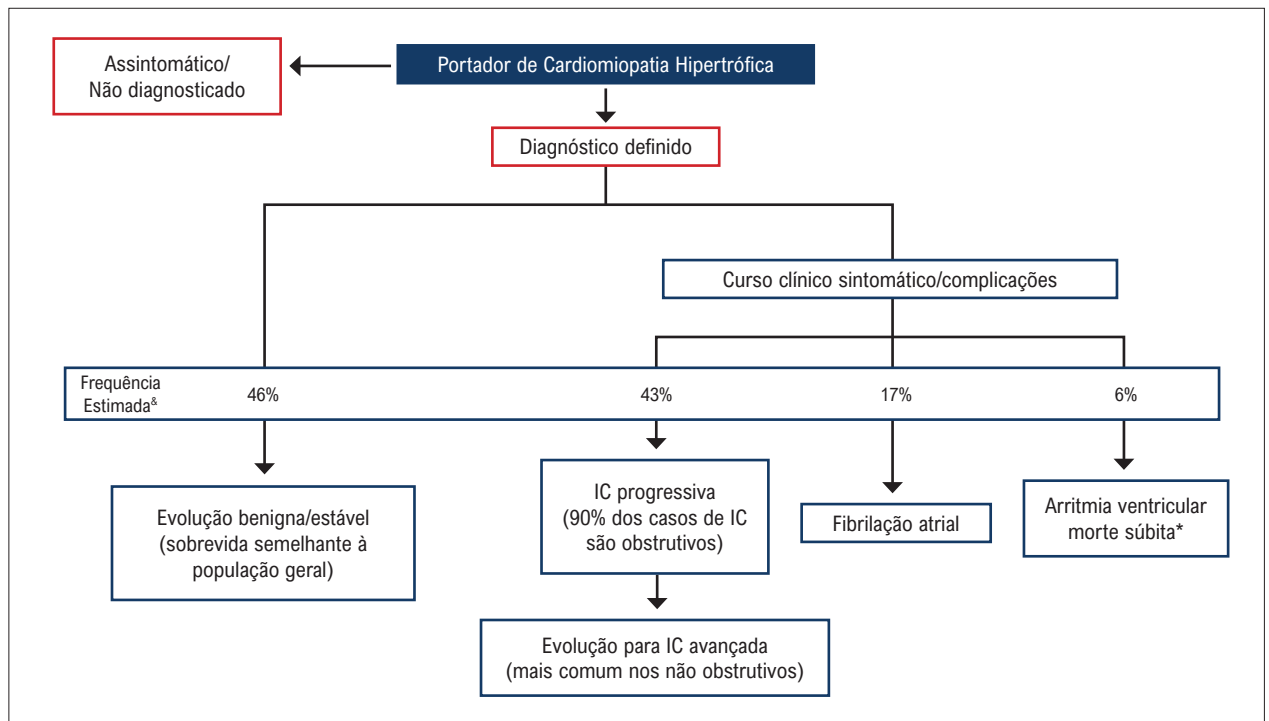 Assintomático/
Não diagnosticado
Portador de Cardiomiopatia Hipertrófica
Diagnóstico definido
Curso clínico sintomático/complicações
Frequência
Estimada&
46%
43%
17%
6%
Evolução benigna/estável
(sobrevida semelhante à
população geral)
IC progressiva
(90% dos casos de IC
são obstrutivos)
Fibrilação atrial
Arritmia ventricular
morte súbita*
Evolução para IC avançada
(mais comum nos não obstrutivos)